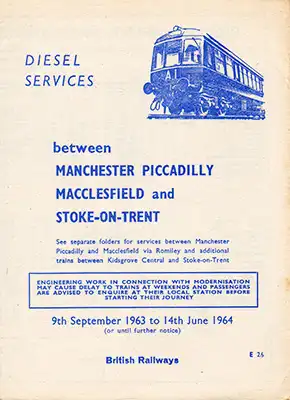 DIESEL
SERVICES
A
between
MANCHESTER PICCADILLY
MACCLESFIELD and
STOKE-ON-TRENT
See separate folders for services between Manchester
Piccadilly and Macclesfield via Romiley and additional
trains between Kidsgrove Central and Stoke-on-Trent
ENGINEERING WORK IN CONNECTION WITH MODERNISATION
MAY CAUSE DELAY TO TRAINS AT WEEKENDS AND PASSENGERS
ARE ADVISED TO ENQUIRE AT THEIR LOCAL STATION BEFORE
STARTING THEIR JOURNEY
9th September 1963 to 14th June 1964
(or until further notice)
British Railways
E 26